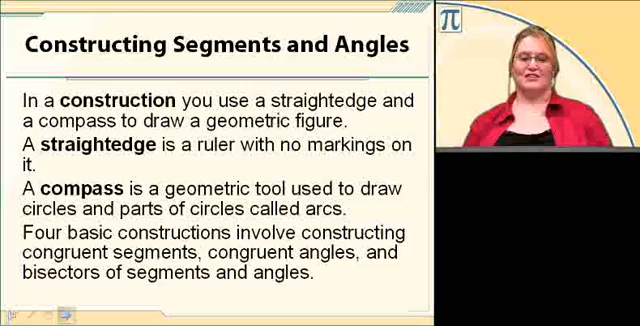 Constructing Segments and Angles
π
In a construction you use a straightedge and
a compass to draw a geometric figure.
A straightedge is a ruler with no markings on
it.
A compass is a geometric tool used to draw
circles and parts of circles called arcs.
Four basic constructions involve constructing
congruent segments, congruent angles, and
bisectors of segments and angles.